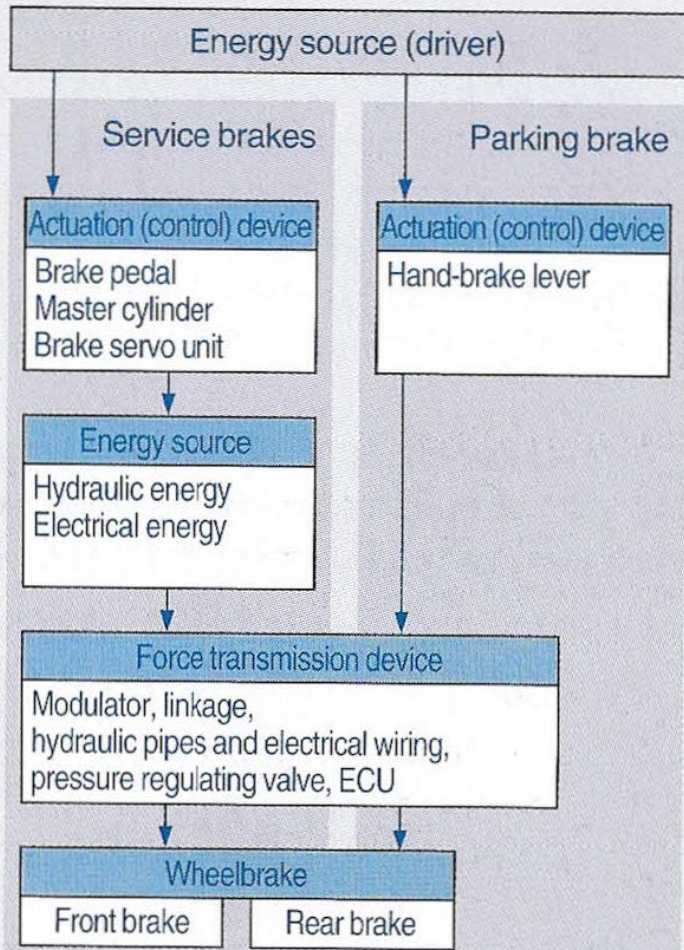 Energy source (driver)
Service brakes
Actuation (control) device
Brake pedal
Master cylinder
Brake servo unit
Energy source
Hydraulic energy
Electrical energy
Parking brake
Actuation (control) device
Hand-brake lever
Force transmission device
Modulator, linkage,
hydraulic pipes and electrical wiring,
pressure regulating valve, ECU
Wheelbrake
Front brake
Rear brake